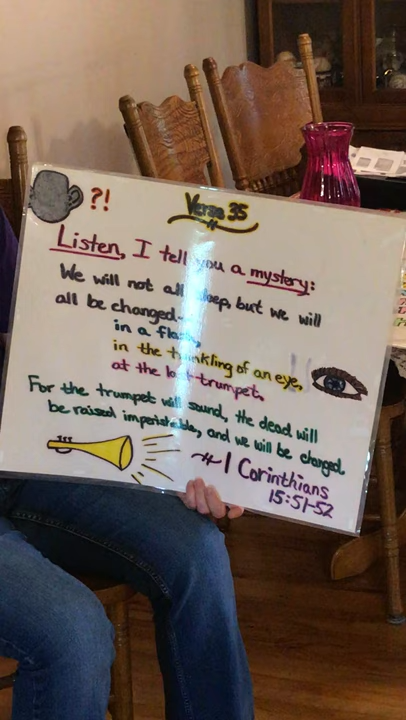 ?!
Verse 35
Listen, I tell you a mystery:
We will not all sleep, but we will
all be changed-
in a flash,
in the twinkling of an eye,
at the last trumpet.
For the trumpet will sound, the dead will
be raised imperishable, and we will be changed.
~#1 Corinthians
15:51-52